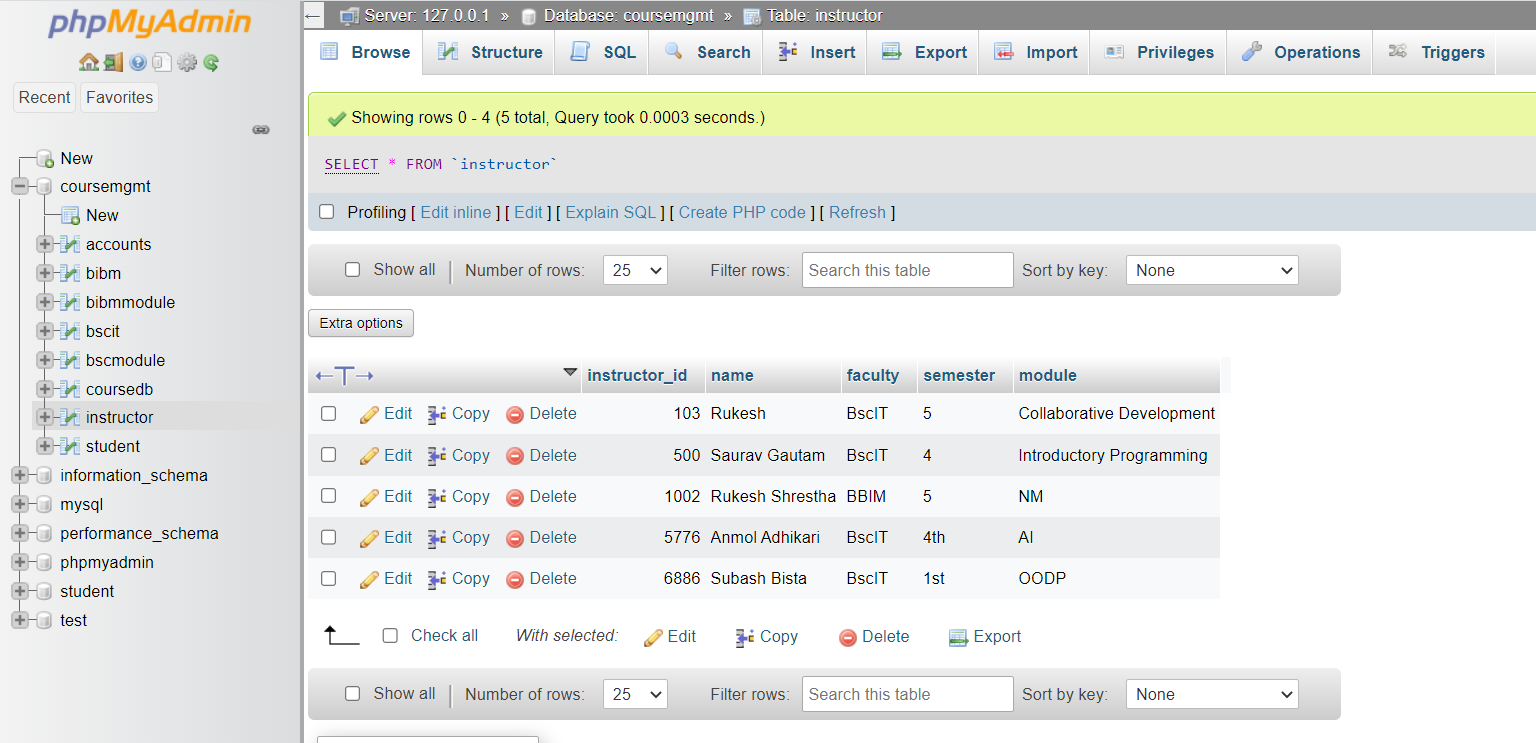 phpMyAdmin
Recent Favorites
New
coursemgmt
New
accounts
bibm
bibmmodule
bscit
bscmodule
coursedb
instructor
student
information_schema
mysql
performance_schema
phpmyadmin
student
test
Server: 127.0.0.1 » Database: coursemgmt » Table: instructor
Browse Structure SQL Search Insert Export Import Privileges Operations Triggers
Showing rows 0 - 4 (5 total, Query took 0.0003 seconds.)
SELECT * FROM `instructor`
Profiling [ Edit inline ] [ Edit ] [ Explain SQL ] [ Create PHP code ] [ Refresh ]
Show all Number of rows: 25 Filter rows: Search this table Sort by key: None
Extra options
instructor_id name faculty semester module
Edit Copy Delete 103 Rukesh BscIT 5 Collaborative Development
Edit Copy Delete 500 Saurav Gautam BscIT 4 Introductory Programming
Edit Copy Delete 1002 Rukesh Shrestha BBIM 5 NM
Edit Copy Delete 5776 Anmol Adhikari BscIT 4th AI
Edit Copy Delete 6886 Subash Bista BscIT 1st OODP
Check all With selected: Edit Copy Delete Export
Show all Number of rows: 25 Filter rows: Search this table Sort by key: None